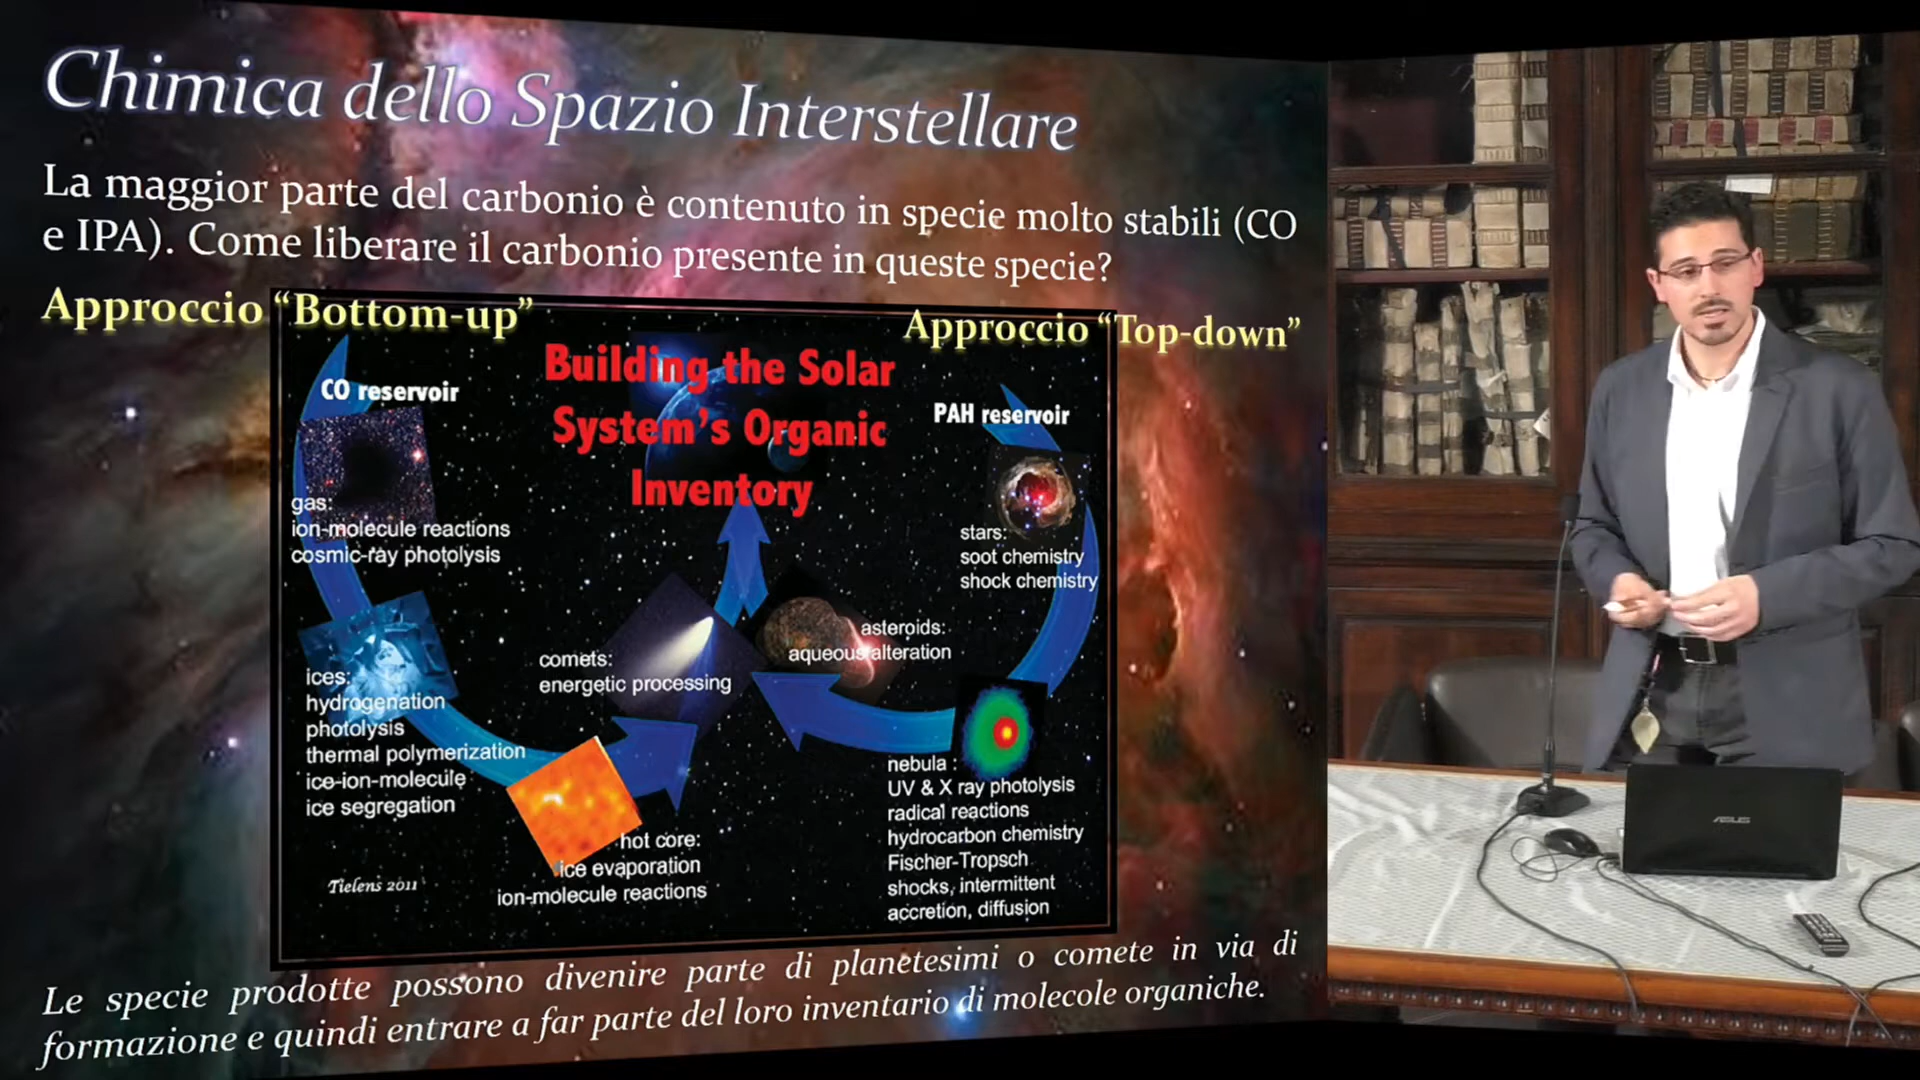 Chimica dello Spazio Interstellare
La maggior parte del carbonio è contenuto in specie molto stabili (CO
e IPA). Come liberare il carbonio presente in queste specie?
Approccio “Bottom-up”
Approccio “Top-down”
Building the Solar
System's Organic
Inventory
CO reservoir
PAH reservoir
gas:
ion-molecule reactions
cosmic-ray photolysis
stars:
soot chemistry
shock chemistry
asteroids:
aqueous alteration
comets:
energetic processing
ices:
hydrogenation
photolysis
thermal polymerization
ice-ion-molecule
ice segregation
nebula :
UV & X ray photolysis
radical reactions
hydrocarbon chemistry
Fischer-Tropsch
shocks, intermittent
accretion, diffusion
hot core:
ice evaporation
ion-molecule reactions
Tielens 2011
Le specie prodotte possono divenire parte di planetesimi o comete in via di
formazione e quindi entrare a far parte del loro inventario di molecole organiche.
ASUS